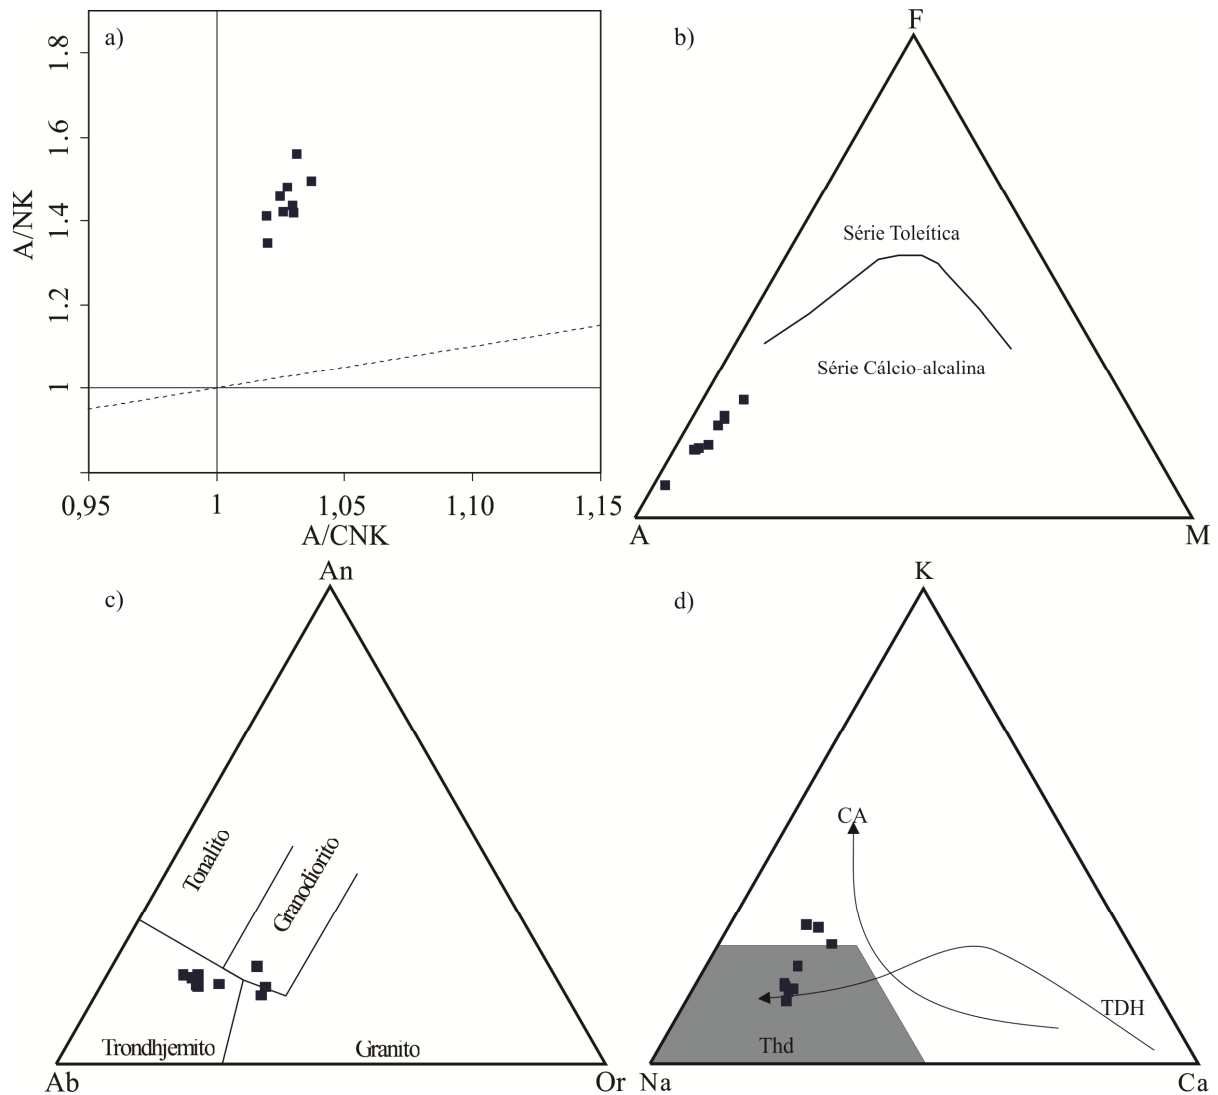 a)
1.8
1.6
1.4
1.2
1
A/NK
0,95
1
1,05
1,10
1,15
A/CNK
b)
F
Série Toleítica
Série Cálcio-alcalina
A
M
c)
An
Tonalito
Granodiorito
Trondhjemito
Granito
Ab
Or
d)
K
CA
TDH
Thd
Na
Ca